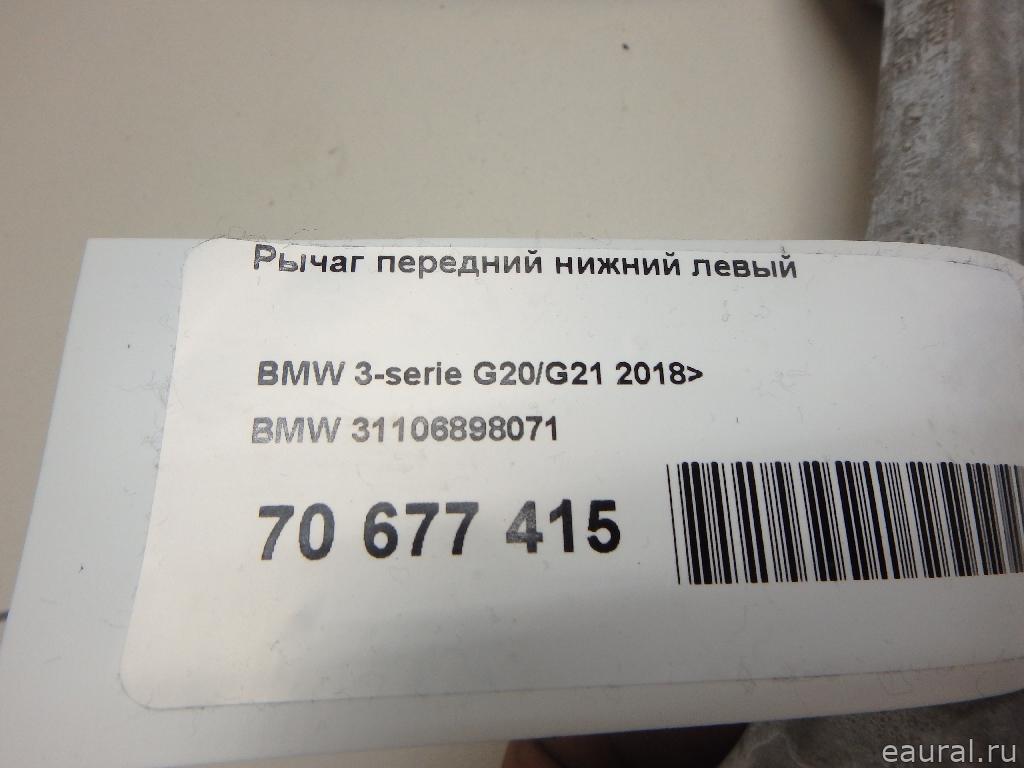 Рычаг передний нижний левый
BMW 3-serie G20/G21 2018>
BMW 31106898071
70 677 415
eaural.ru